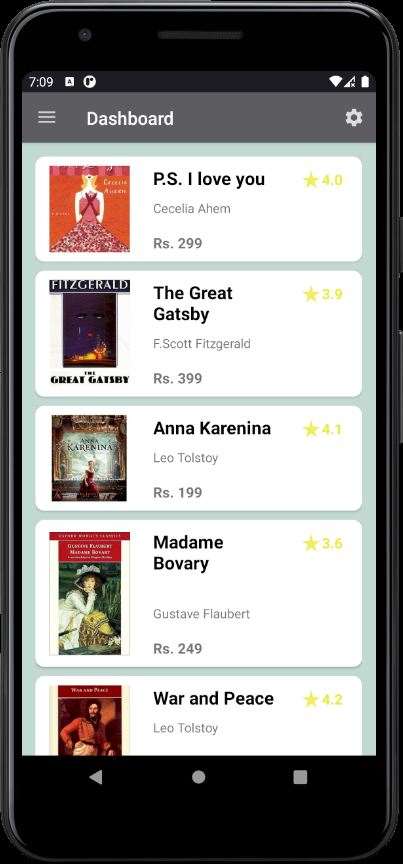 7:09
Dashboard
CECELIA
AHERN
P.S. I love you
4.0
Cecelia Ahem
Rs. 299
FITZGERALD
THE
GREAT GATSBY
The Great
Gatsby
3.9
F.Scott Fitzgerald
Rs. 399
ANNA
KARENINA
Anna Karenina
4.1
Leo Tolstoy
Rs. 199
OXFORD WORLD'S CLASSICS
GUSTAVE FLAUBERT
MADAME BOVARY
Madame
Bovary
3.6
Gustave Flaubert
Rs. 249
WAR AND PEACE
War and Peace
4.2
Leo Tolstoy